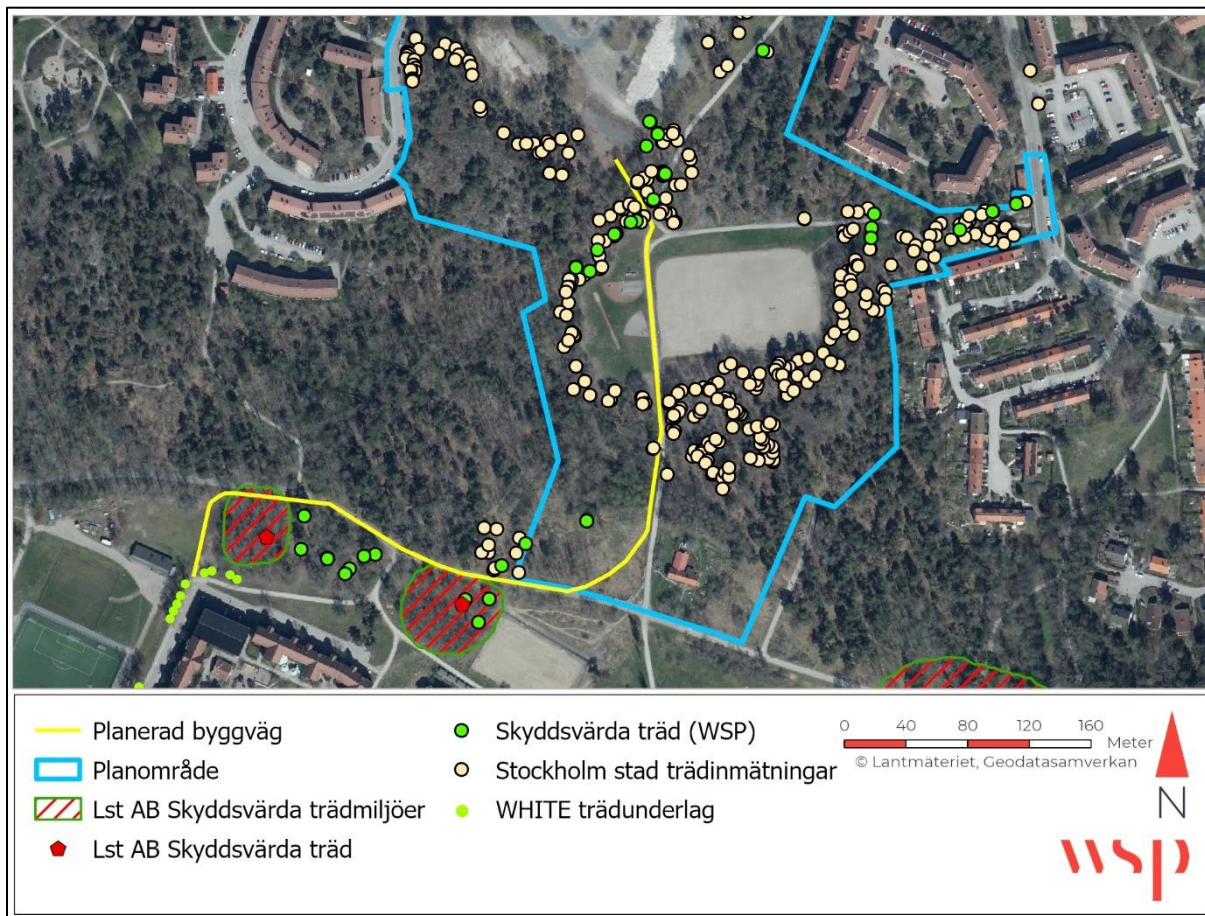 Planerad byggväg
Planområde
Lst AB Skyddsvärda trädmiljöer
Lst AB Skyddsvärda träd
Skyddsvärda träd (WSP)
Stockholm stad trädinmätningar
WHITE trädunderlag
0 40 80 120 160
Meter
© Lantmäteriet, Geodatasamverkan
N
wsp